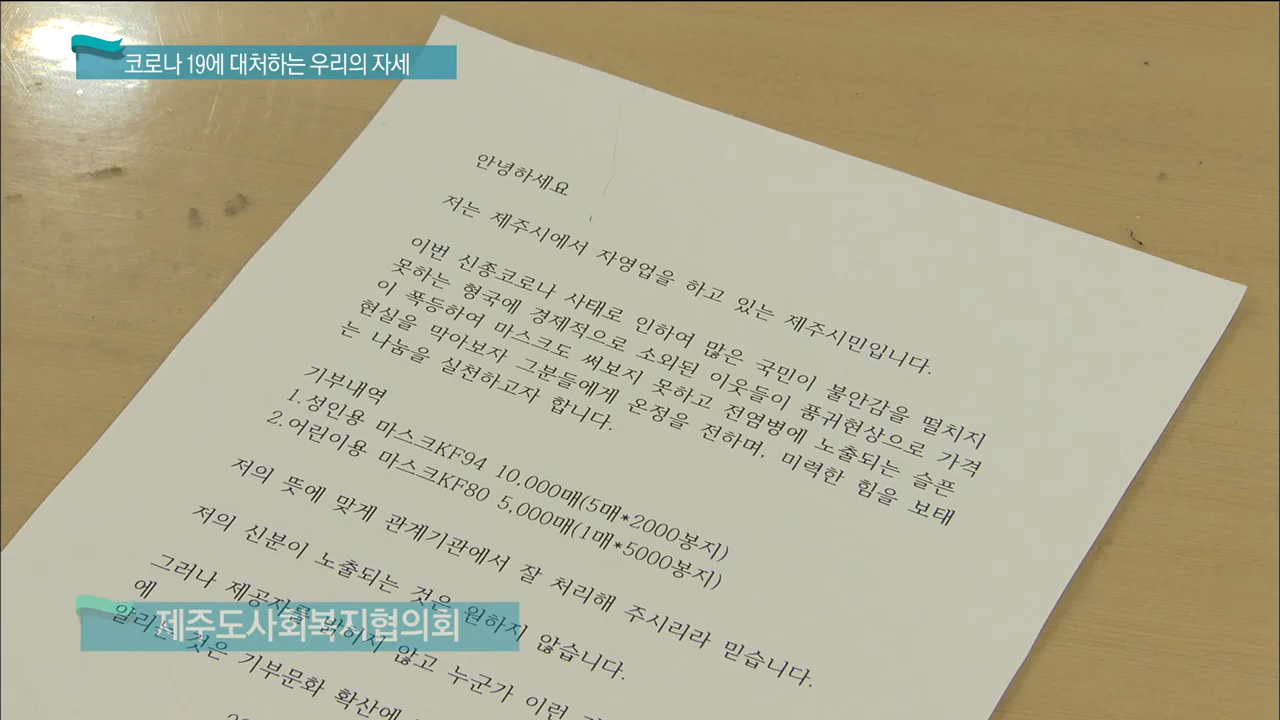 코로나 19에 대처하는 우리의 자세
안녕하세요
저는 제주시에서 자영업을 하고 있는 제주시민입니다.
이번 신종코로나 사태로 인하여 많은 국민이 불안감을 떨치지
못하는 형국에 경제적으로 소외된 이웃들이 품귀현상으로 가격
이 폭등하여 마스크도 써보지 못하고 전염병에 노출되는 슬픈
현실을 막아보자 그분들에게 온정을 전하며, 미력한 힘을 보태
는 나눔을 실천하고자 합니다.
기부내역
1.성인용 마스크KF94 10,000매(5매*2000봉지)
2.어린이용 마스크KF80 5,000매(1매*5000봉지)
저의 뜻에 맞게 관계기관에서 잘 처리해 주시리라 믿습니다.
저의 신분이 노출되는 것은 원하지 않습니다.
그러나 제공자를 밝히지 않고 누군가 이런
에
알리는 것은 기부문화 확산에
제주도사회복지협의회